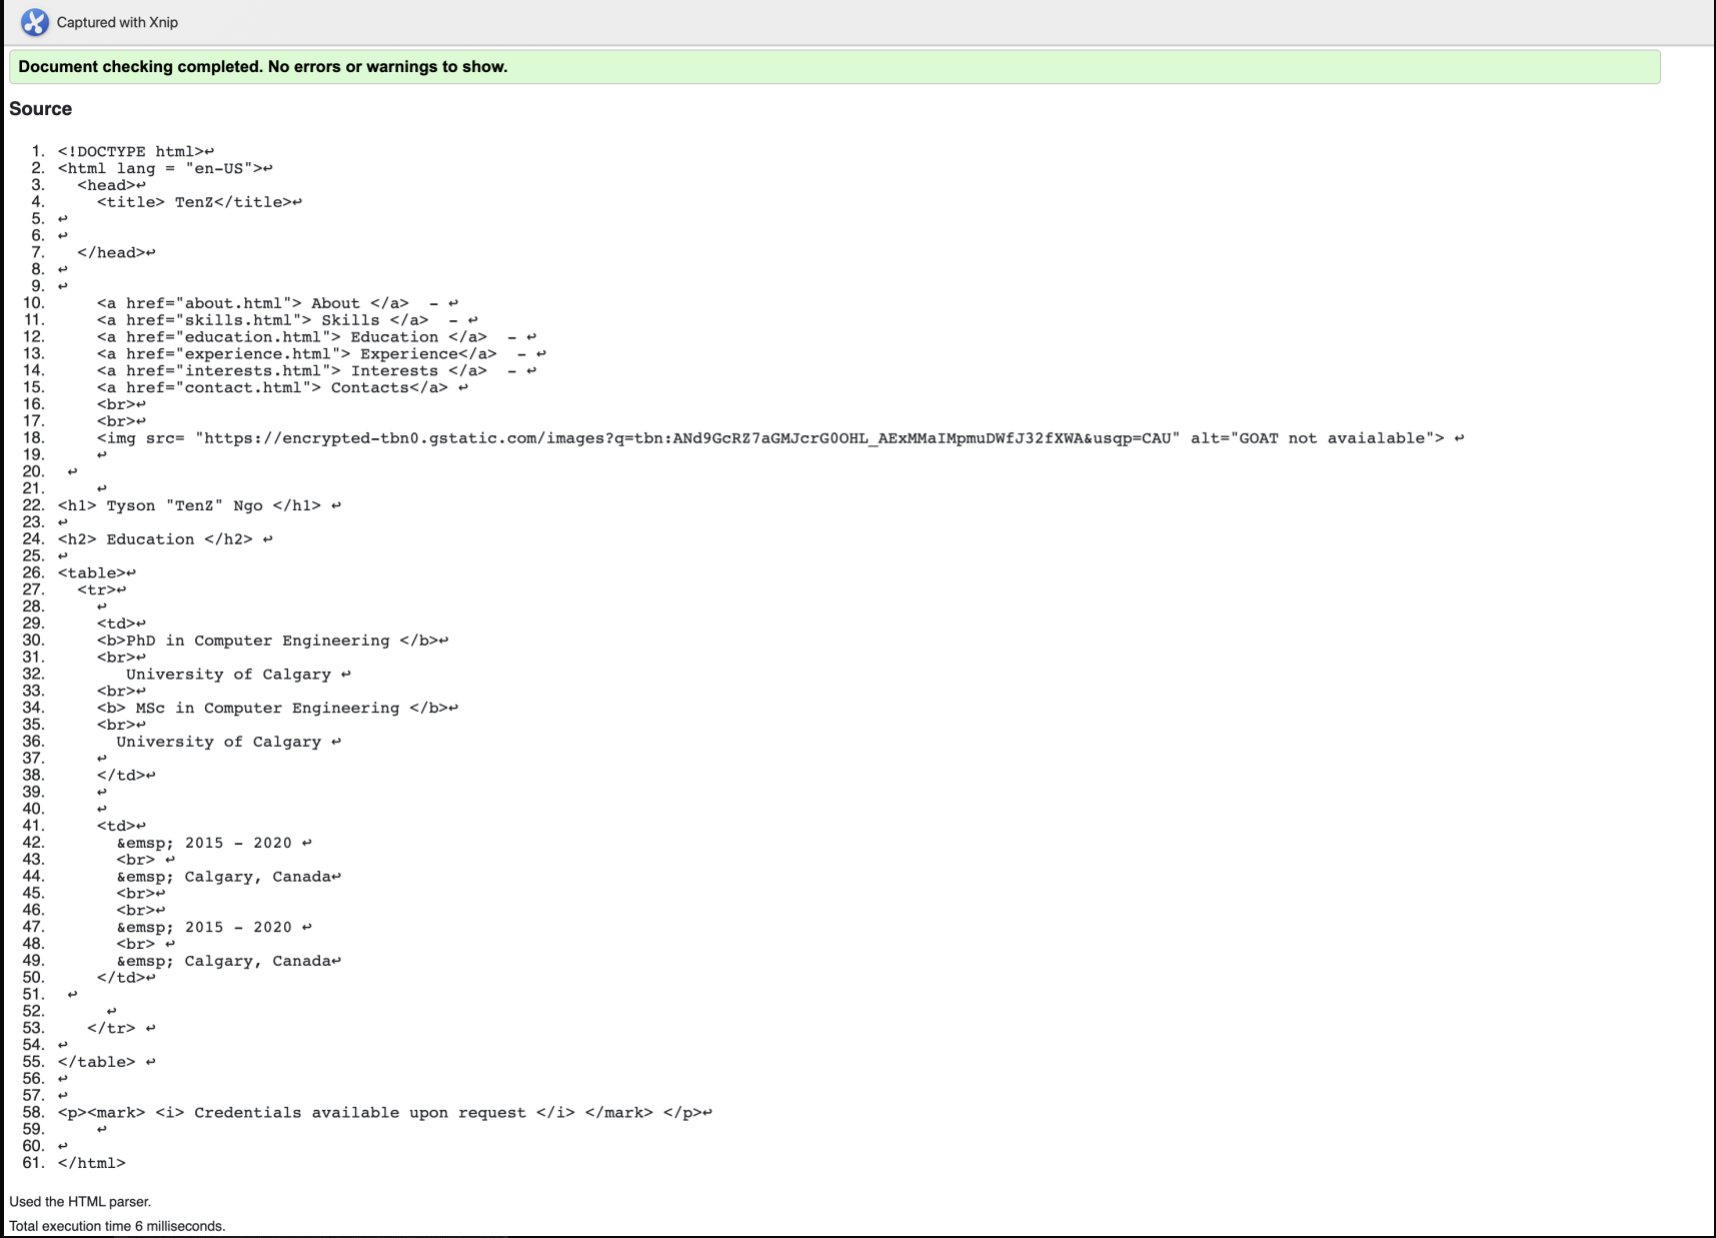 Captured with Xnip
Document checking completed. No errors or warnings to show.
Source
1. <!DOCTYPE html>↩
2. <html lang = "en-US">↩
3.   <head>↩
4.     <title> TenZ</title>↩
5. ↩
6. ↩
7.   </head>↩
8. ↩
9. ↩
10.     <a href="about.html"> About </a>  - ↩
11.     <a href="skills.html"> Skills </a>  - ↩
12.     <a href="education.html"> Education </a>  - ↩
13.     <a href="experience.html"> Experience</a>  - ↩
14.     <a href="interests.html"> Interests </a>  - ↩
15.     <a href="contact.html"> Contacts</a> ↩
16.     <br>↩
17.     <br>↩
18.     <img src= "https://encrypted-tbn0.gstatic.com/images?q=tbn:ANd9GcRZ7aGMJcrG0OHL_AExMMaIMpmuDWfJ32fXWA&usqp=CAU" alt="GOAT not avaialable"> ↩
19.     ↩
20.  ↩
21.     ↩
22. <h1> Tyson "TenZ" Ngo </h1> ↩
23. ↩
24. <h2> Education </h2> ↩
25. ↩
26. <table>↩
27.   <tr>↩
28.     ↩
29.     <td>↩
30.     <b>PhD in Computer Engineering </b>↩
31.     <br>↩
32.        University of Calgary ↩
33.     <br>↩
34.     <b> MSc in Computer Engineering </b>↩
35.     <br>↩
36.       University of Calgary ↩
37.     ↩
38.     </td>↩
39.     ↩
40.     ↩
41.     <td>↩
42.       &emsp; 2015 - 2020 ↩
43.       <br> ↩
44.       &emsp; Calgary, Canada↩
45.       <br>↩
46.       <br>↩
47.       &emsp; 2015 - 2020 ↩
48.       <br> ↩
49.       &emsp; Calgary, Canada↩
50.     </td>↩
51.  ↩
52.      ↩
53.    </tr> ↩
54. ↩
55. </table> ↩
56. ↩
57. ↩
58. <p><mark> <i> Credentials available upon request </i> </mark> </p>↩
59.     ↩
60. ↩
61. </html>
Used the HTML parser.
Total execution time 6 milliseconds.